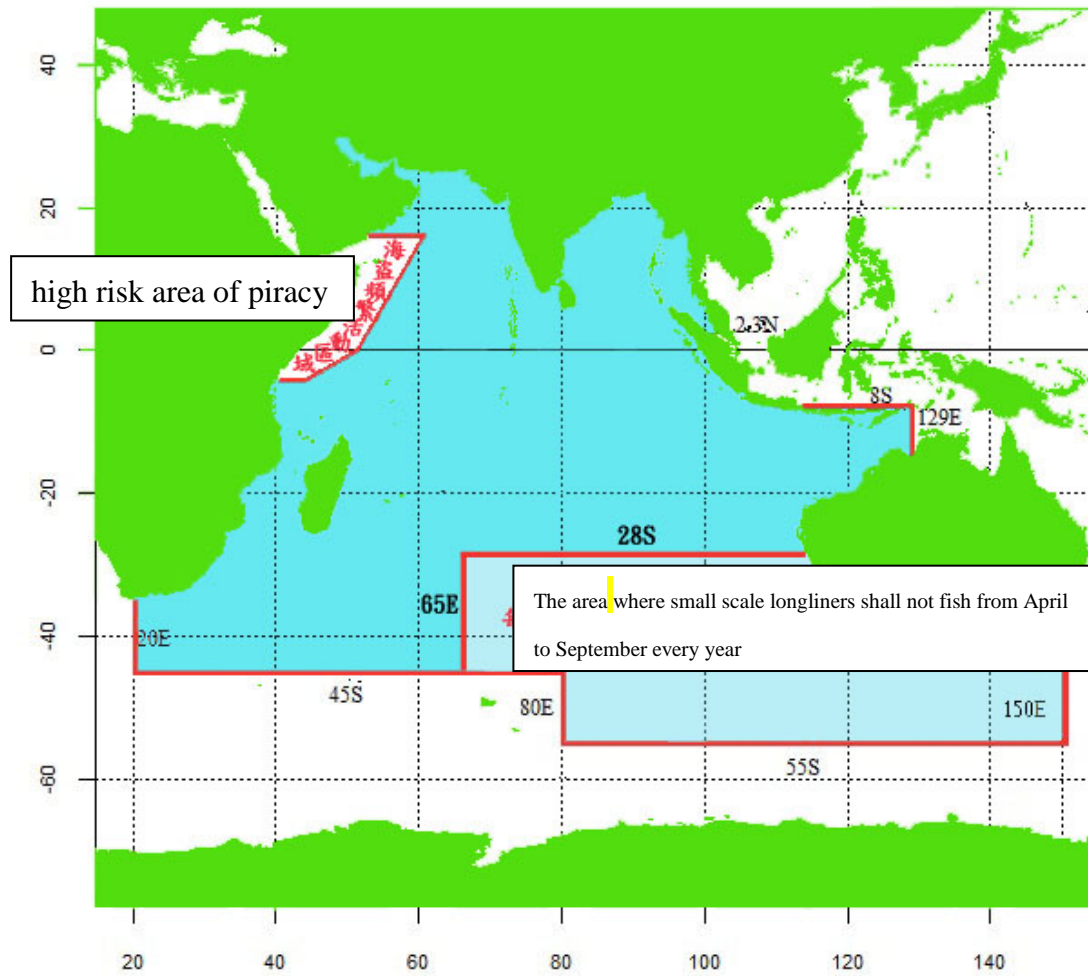 40
20
0
-20
-40
-60
high risk area of piracy
海盜頻繁活動區域
2.3N
8S
129E
28S
65E
The area where small scale longliners shall not fish from April
to September every year
20E
45S
80E
150E
55S
20 40 60 80 100 120 140